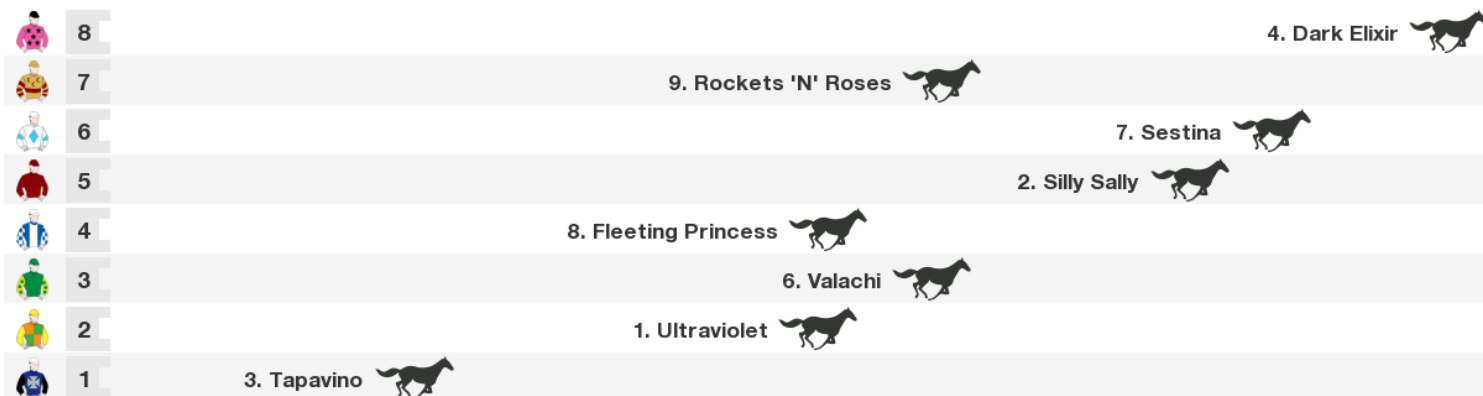 8 4. Dark Elixir
7 9. Rockets 'N' Roses
6 7. Sestina
5 2. Silly Sally
4 8. Fleeting Princess
3 6. Valachi
2 1. Ultraviolet
1 3. Tapavino